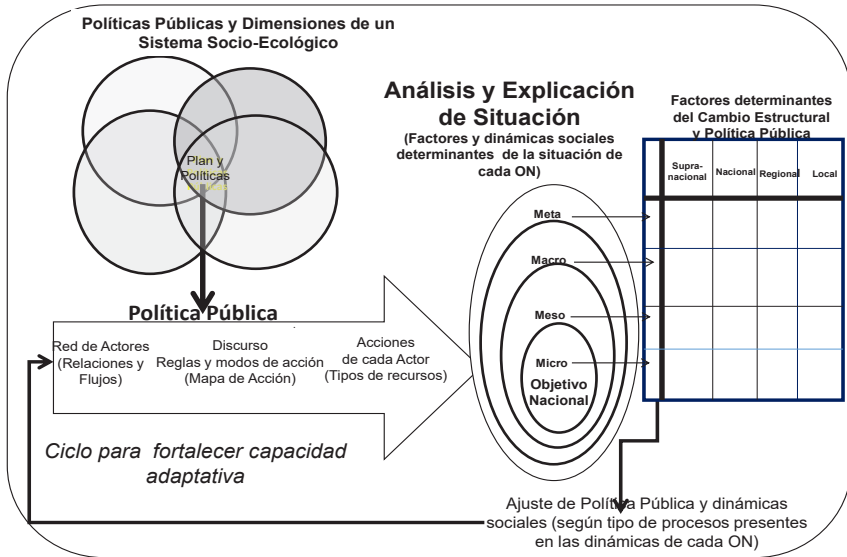 Políticas Públicas y Dimensiones de un
Sistema Socio-Ecológico
Plan y
Políticas
Análisis y Explicación
de Situación
(Factores y dinámicas sociales
determinantes de la situación de
cada ON)
Factores determinantes
del Cambio Estructural
y Política Pública
Supra-
nacional
Nacional
Regional
Local
Meta
Macro
Meso
Micro
Objetivo
Nacional
Política Pública
Red de Actores
(Relaciones y
Flujos)
Discurso
Reglas y modos de acción
(Mapa de Acción)
Acciones
de cada Actor
(Tipos de recursos)
Ciclo para fortalecer capacidad
adaptativa
Ajuste de Política Pública y dinámicas
sociales (según tipo de procesos presentes
en las dinámicas de cada ON)